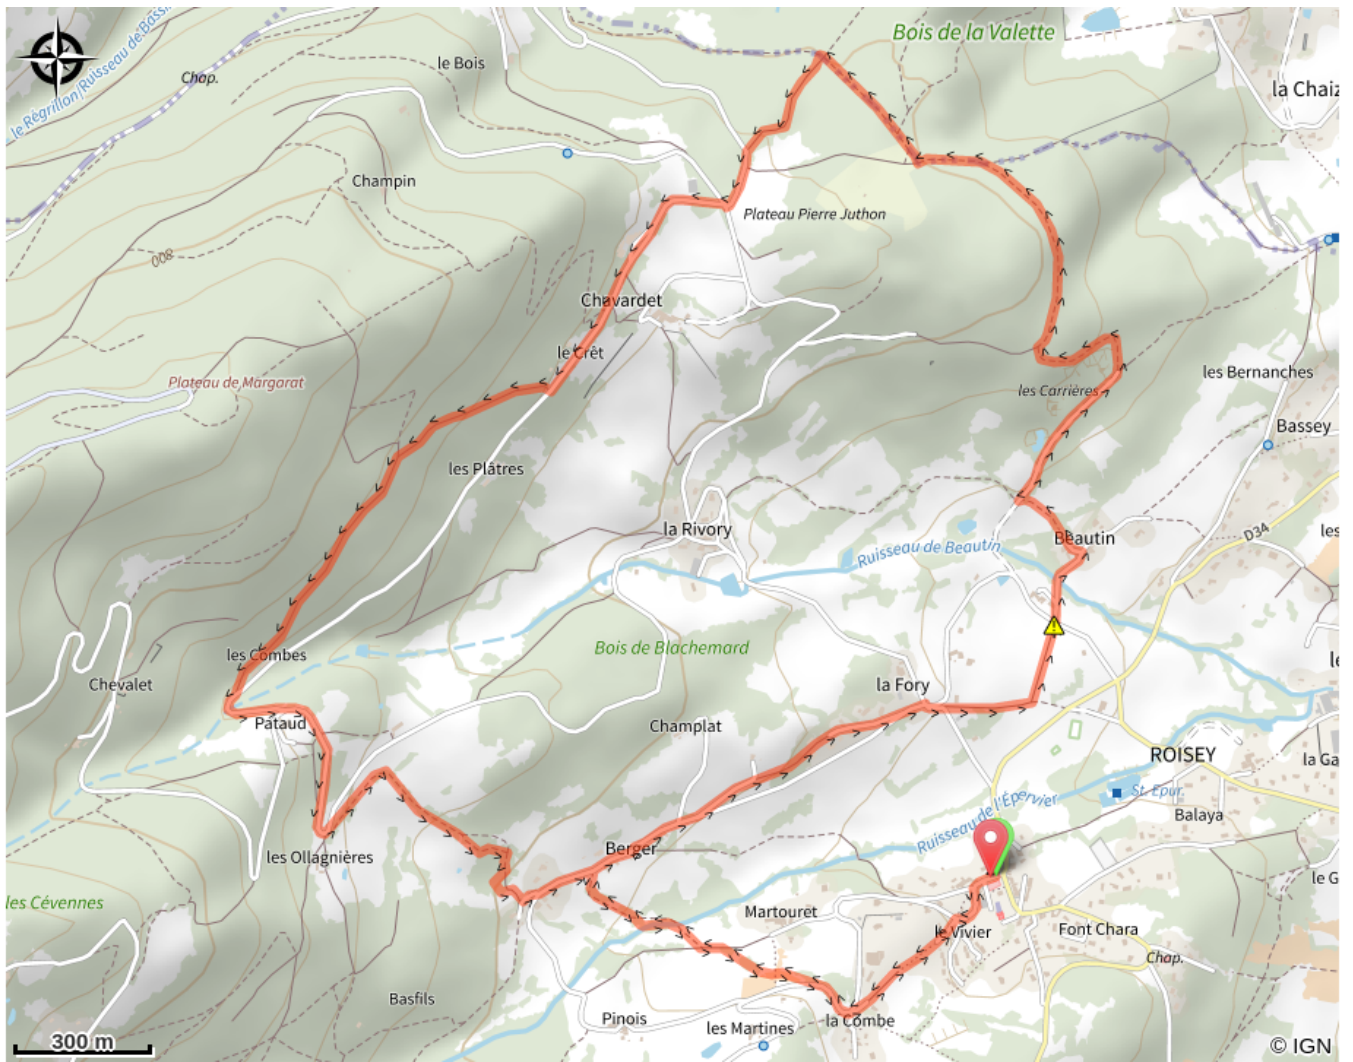 Bois de la Valette
le Bois
Chap.
le Régrillon/Ruisseau de Bassin
la Chaiz
Champin
Plateau Pierre Juthon
800
Chavardet
le Crêt
les Bernanches
Plateau de Margarat
les Carrières
Bassey
les Plâtres
la Rivory
D34
les
Beautin
Ruisseau de Beautin
Bois de Blachemard
les Combes
le
Chevalet
la Fory
Pataud
Champlat
ROISEY
la Ga
St. Epur.
Ruisseau de l'Épervier
Balaya
Berger
les Ollagnières
le G
les Cévennes
Martouret
le Vivier
Font Chara
Chap.
Basfils
Pinois
les Martines
la Combe
300 m
© IGN